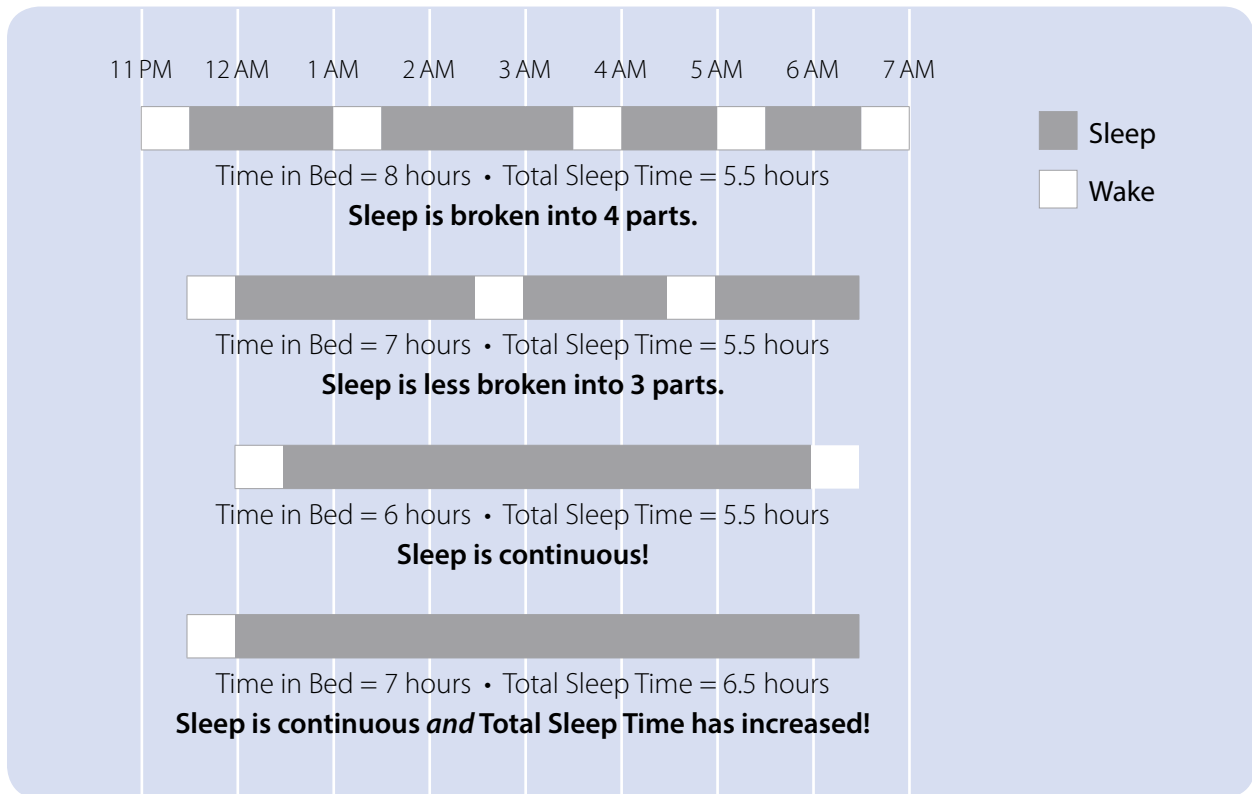 11 PM 12 AM 1 AM 2 AM 3 AM 4 AM 5 AM 6 AM 7 AM
Sleep
Wake
Time in Bed = 8 hours • Total Sleep Time = 5.5 hours
Sleep is broken into 4 parts.
Time in Bed = 7 hours • Total Sleep Time = 5.5 hours
Sleep is less broken into 3 parts.
Time in Bed = 6 hours • Total Sleep Time = 5.5 hours
Sleep is continuous!
Time in Bed = 7 hours • Total Sleep Time = 6.5 hours
Sleep is continuous and Total Sleep Time has increased!